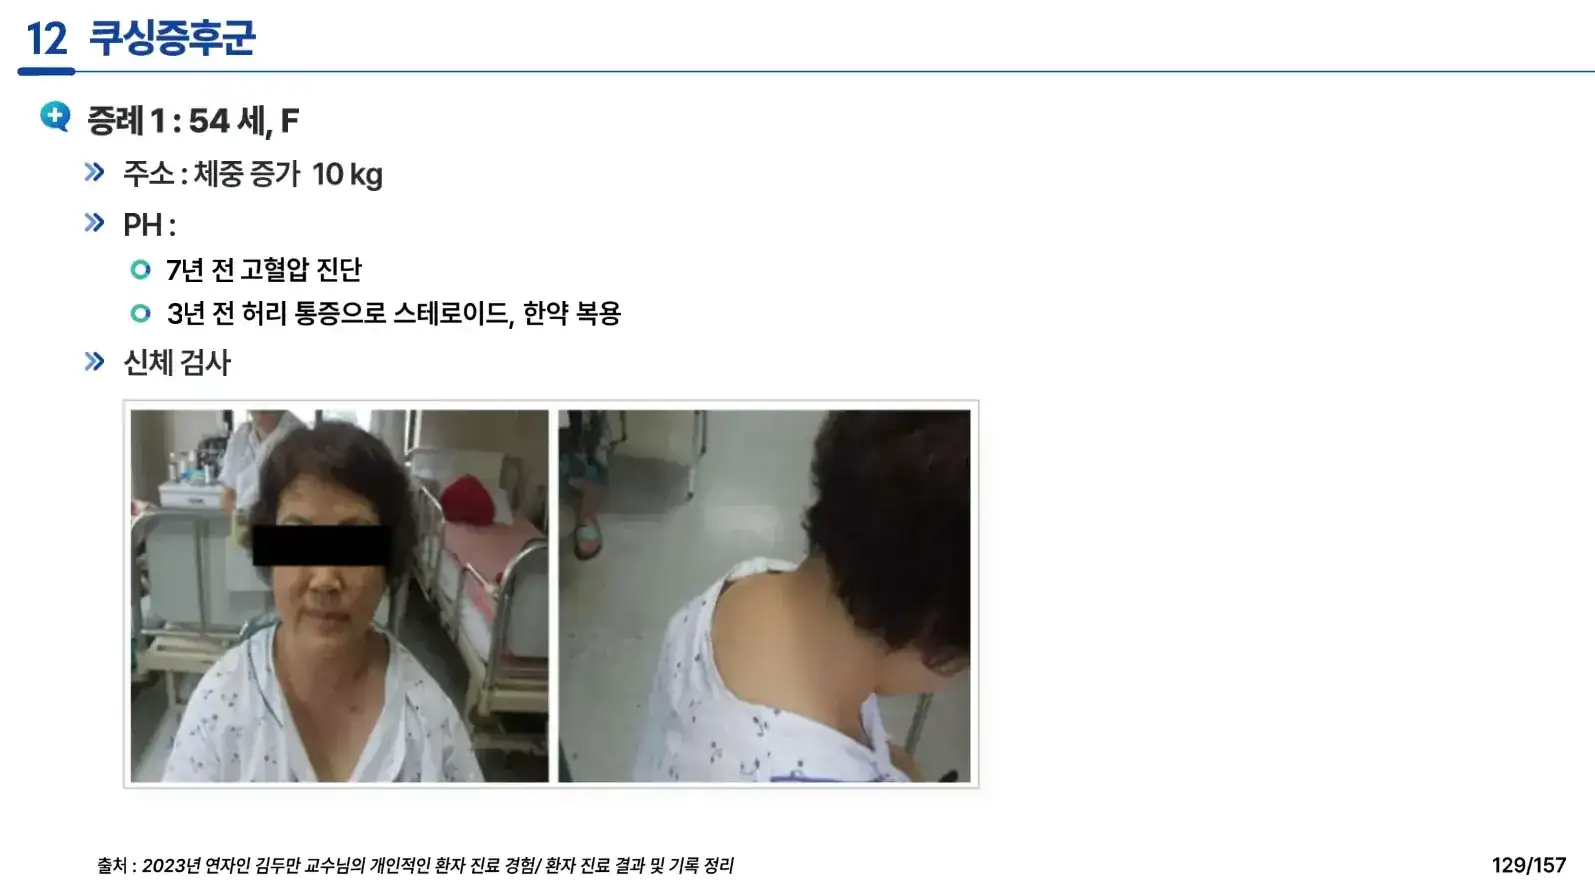 12 쿠싱증후군
증례 1 : 54 세, F
주소 : 체중 증가 10 kg
PH :
7년 전 고혈압 진단
3년 전 허리 통증으로 스테로이드, 한약 복용
신체 검사
출처 : 2023년 연자인 김두만 교수님의 개인적인 환자 진료 경험/ 환자 진료 결과 및 기록 정리
129/157